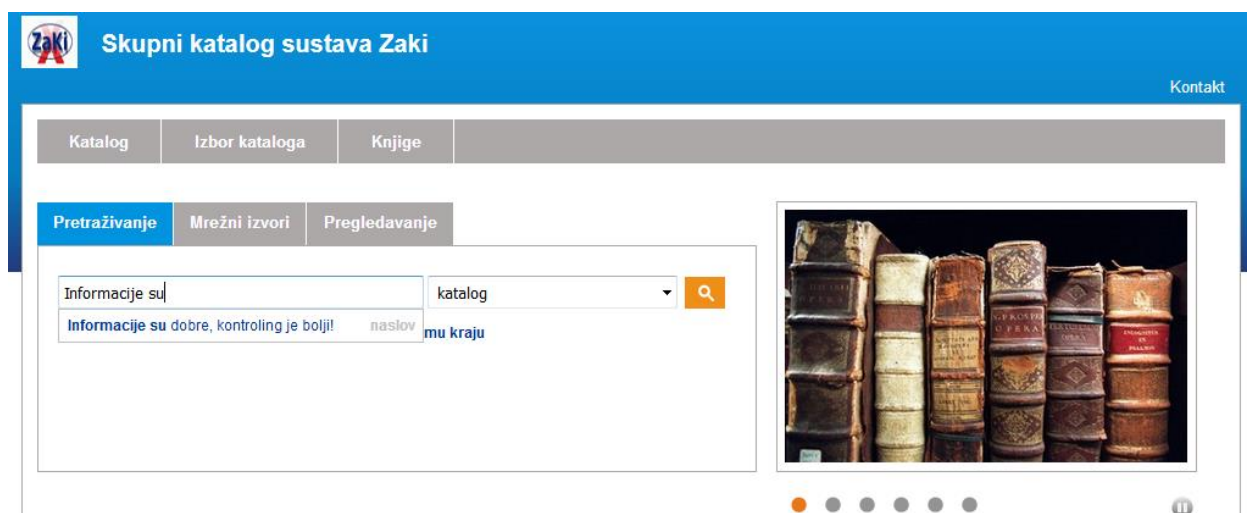 ZaKi
Skupni katalog sustava Zaki
Kontakt
Katalog Izbor kataloga Knjige
Pretraživanje Mrežni izvori Pregledavanje
Informacije su katalog
Informacije su dobre, kontroling je bolji! naslov
mu kraju